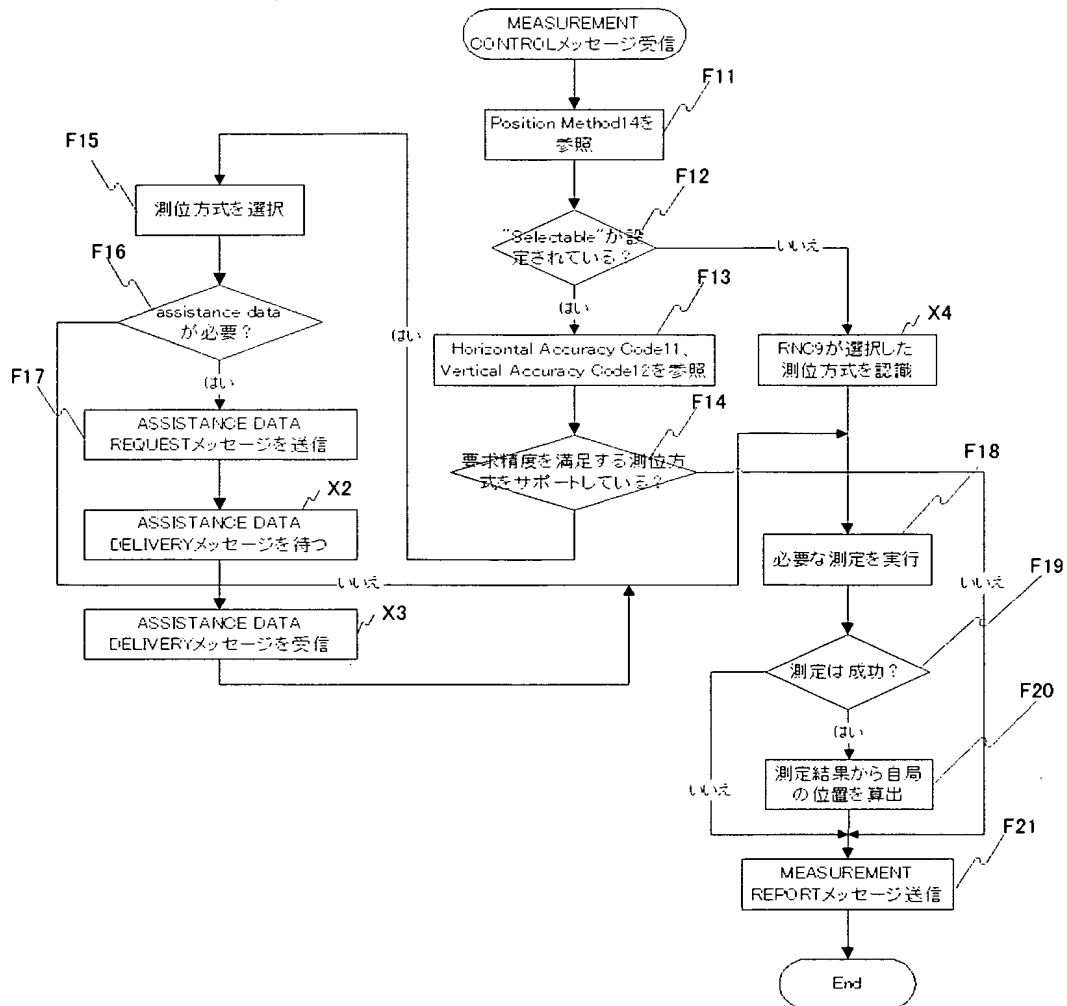 MEASUREMENT
CONTROLメッセージ受信
F11
Position Method14を
参照
F15
測位方式を選択
F12
"Selectable"が設
定されている?
いいえ
はい
F16
assistance data
が必要?
はい
F13
Horizontal Accuracy Code11、
Vertical Accuracy Code12を参照
はい
X4
RNC9が選択した
測位方式を認識
F17
ASSISTANCE DATA
REQUESTメッセージを送信
F14
要求精度を満足する測位方
式をサポートしている?
F18
必要な測定を実行
いいえ
X2
ASSISTANCE DATA
DELIVERYメッセージを待つ
いいえ
X3
ASSISTANCE DATA
DELIVERYメッセージを受信
F19
測定は成功?
はい
いいえ
F20
測定結果から自局
の位置を算出
F21
MEASUREMENT
REPORTメッセージ送信
End